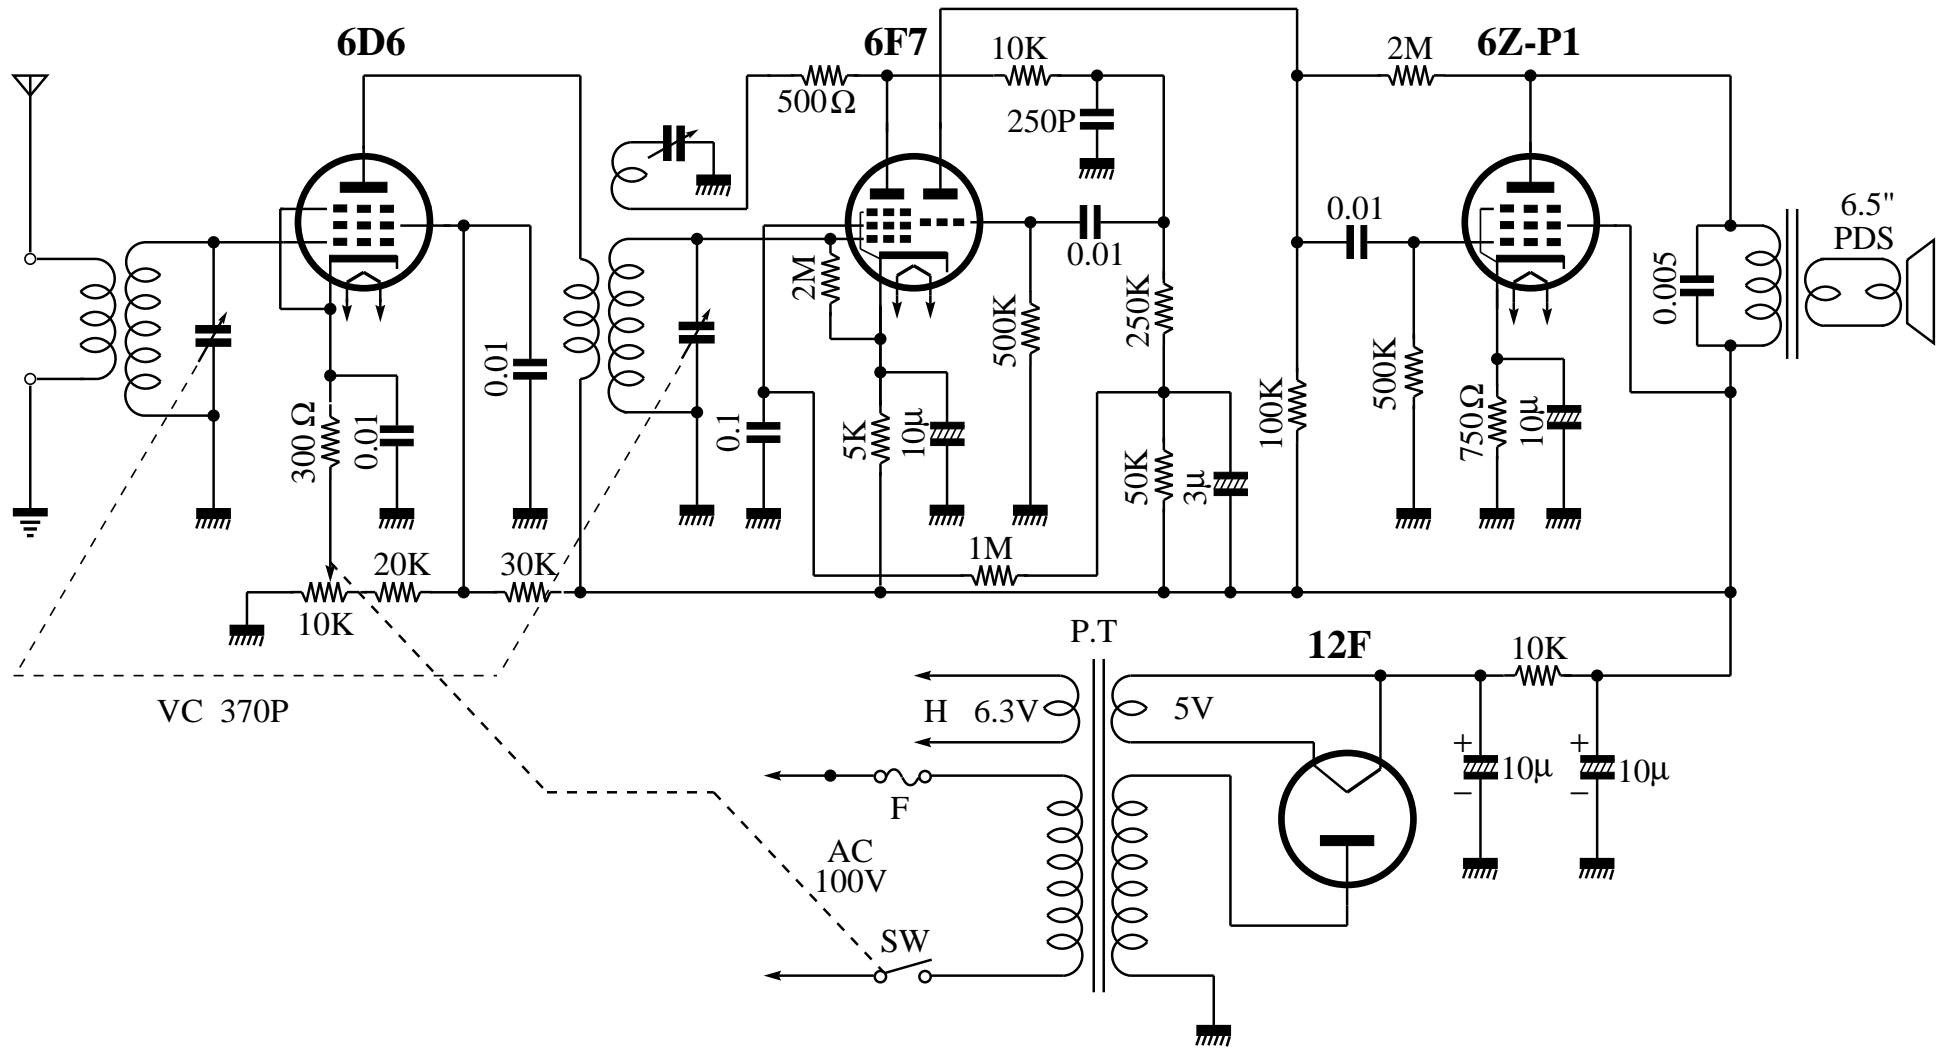 6D6
6F7
6Z-P1
10K
2M
500Ω
250P
6.5"
PDS
0.01
0.01
2M
0.005
0.01
500K
250K
300Ω
0.01
0.1
5K
10μ
50K
3μ
100K
500K
750Ω
10μ
1M
20K
30K
10K
P.T
12F
10K
VC 370P
H 6.3V
5V
+
+
10μ
10μ
−
−
F
AC
100V
SW